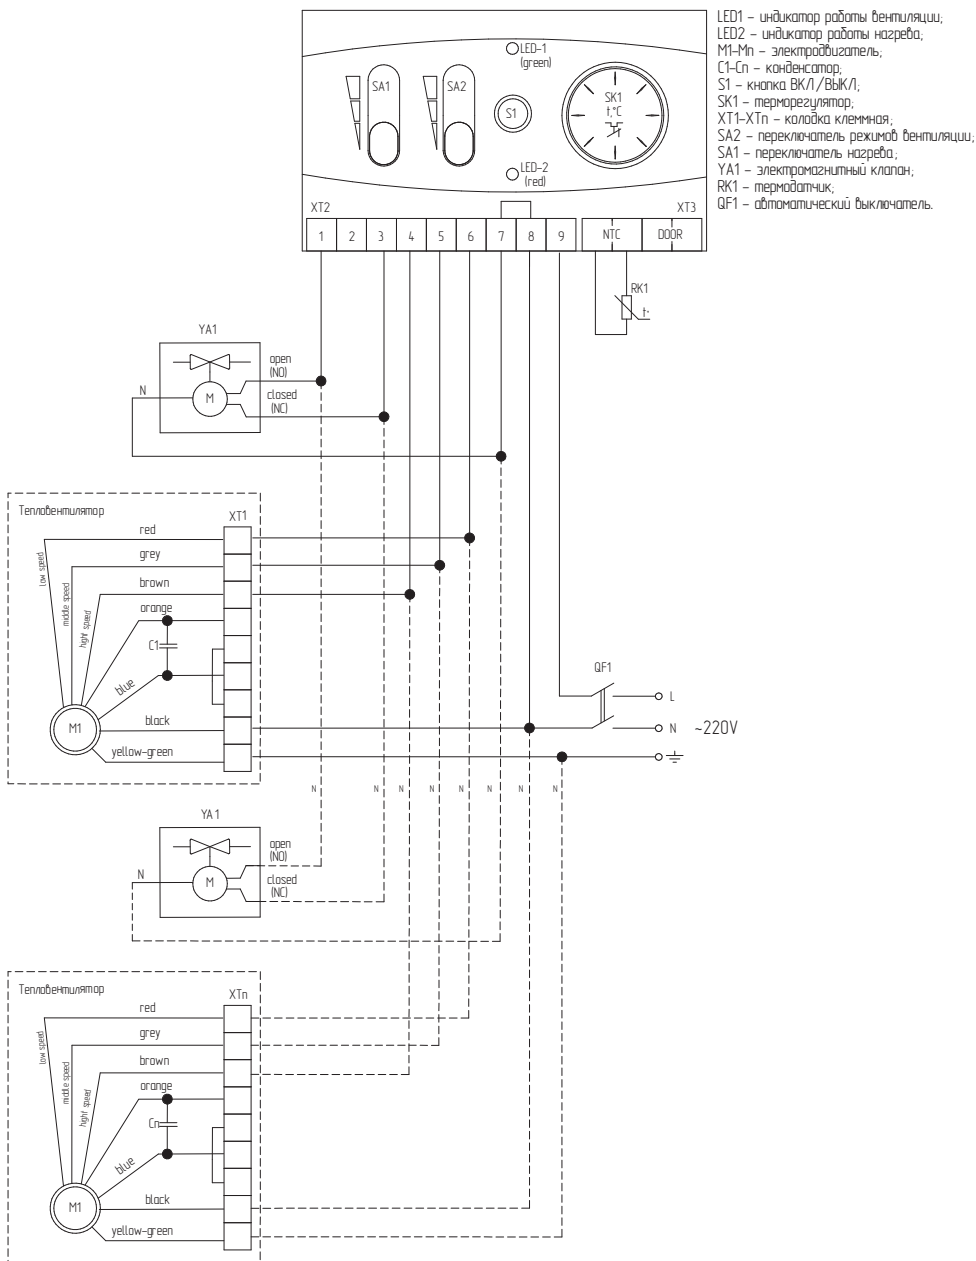 LED1 – индикатор работы вентиляции;
LED2 – индикатор работы нагрева;
М1–Мn – электродвигатель;
С1–Сn – конденсатор;
S1 – кнопка ВКЛ/ВЫКЛ;
SK1 – терморегулятор;
XT1–XTn – колодка клеммная;
SA2 – переключатель режимов вентиляции;
SA1 – переключатель нагрева;
YA1 – электромагнитный клапан;
RK1 – термодатчик;
QF1 – автоматический выключатель.
LED-1
(green)
SA1
SA2
S1
SK1
t,°C
LED-2
(red)
XT2
XT3
1 2 3 4 5 6 7 8 9 NTC DOOR
RK1
t°
YA1
open
(NO)
closed
(NC)
N
M
Тепловентилятор
XT1
red
grey
brown
orange
C1
blue
black
yellow-green
low speed
middle speed
hight speed
M1
QF1
L
N ~220V
N N N N N N
YA1
open
(NO)
closed
(NC)
N
M
Тепловентилятор
XTn
red
grey
brown
orange
Cn
blue
black
yellow-green
low speed
middle speed
hight speed
M1